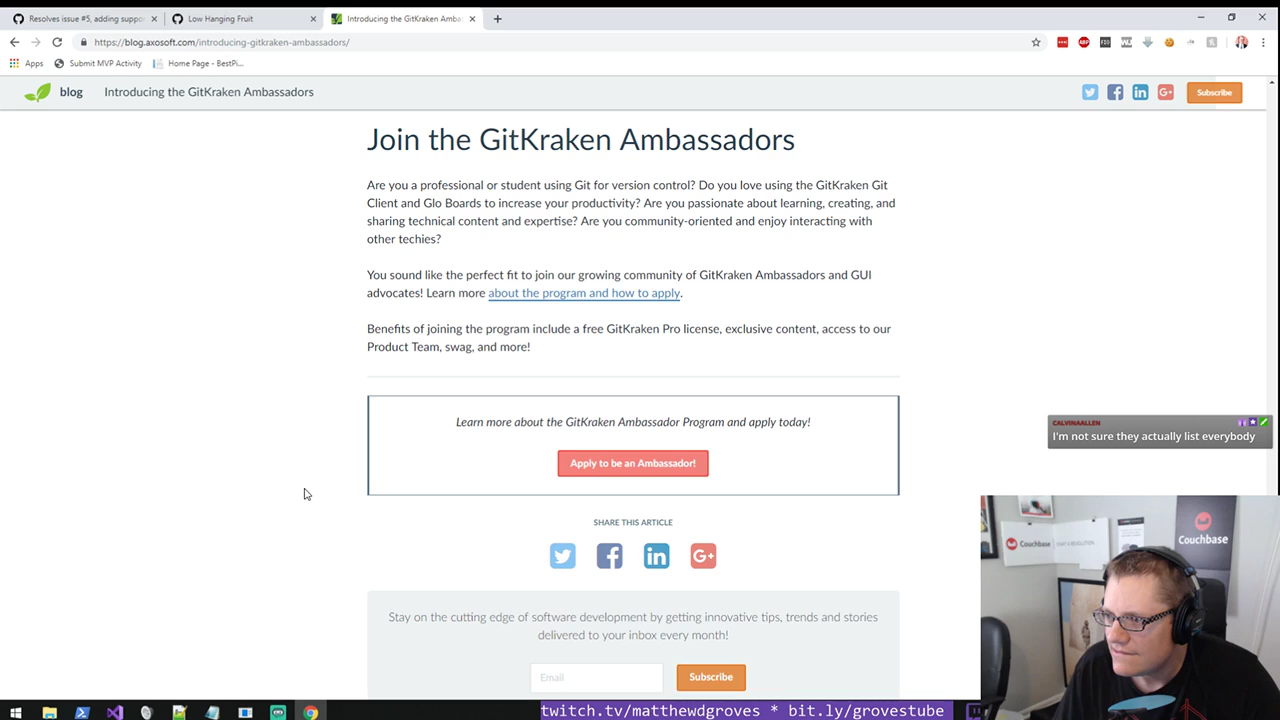 Resolves issue #5, adding suppo
Low Hanging Fruit
Introducing the GitKraken Amba
https://blog.axosoft.com/introducing-gitkraken-ambassadors/
Apps
Submit MVP Activity
Home Page - BestPi...
blog
Introducing the GitKraken Ambassadors
Subscribe
Join the GitKraken Ambassadors
Are you a professional or student using Git for version control? Do you love using the GitKraken Git
Client and Glo Boards to increase your productivity? Are you passionate about learning, creating, and
sharing technical content and expertise? Are you community-oriented and enjoy interacting with
other techies?
You sound like the perfect fit to join our growing community of GitKraken Ambassadors and GUI
advocates! Learn more about the program and how to apply.
Benefits of joining the program include a free GitKraken Pro license, exclusive content, access to our
Product Team, swag, and more!
Learn more about the GitKraken Ambassador Program and apply today!
Apply to be an Ambassador!
CALVINAALLEN
I'm not sure they actually list everybody
SHARE THIS ARTICLE
Stay on the cutting edge of software development by getting innovative tips, trends and stories
delivered to your inbox every month!
Email
Subscribe
Couchbase
Couchbase
twitch.tv/matthewdgroves * bit.ly/grovestube